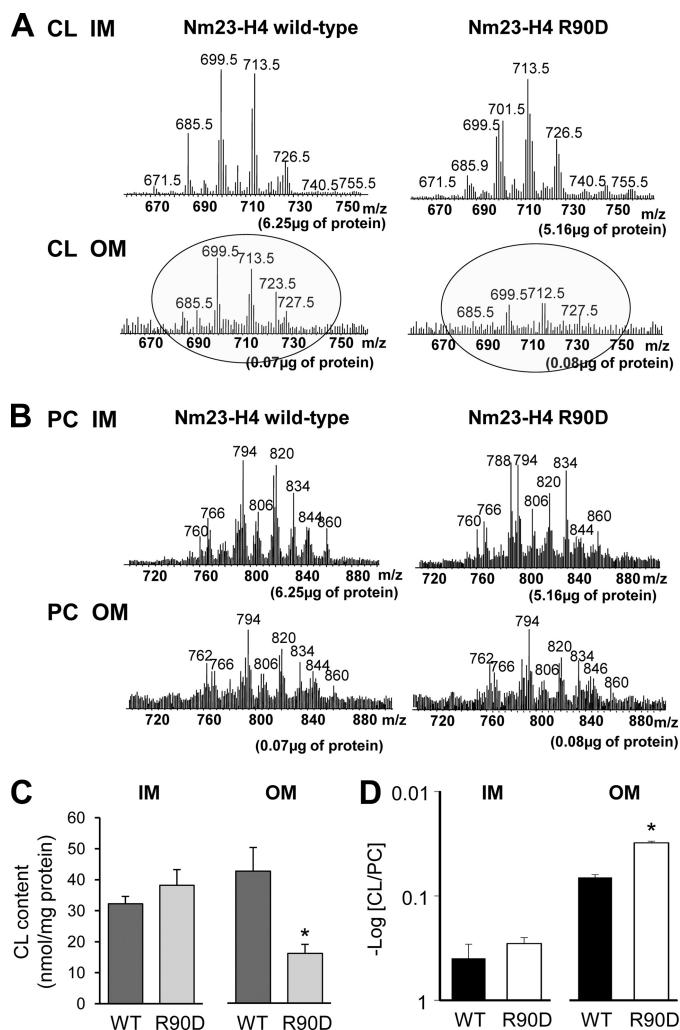 A
CL IM
Nm23-H4 wild-type
Nm23-H4 R90D
699.5
713.5
685.5
726.5
671.5
740.5
755.5
670
690
710
730
750
m/z
(6.25µg of protein)
713.5
701.5
699.5
726.5
685.9
671.5
740.5
755.5
670
690
710
730
750
m/z
(5.16µg of protein)
CL OM
699.5
713.5
723.5
685.5
727.5
670
690
710
730
750
m/z
(0.07µg of protein)
699.5
712.5
685.5
727.5
670
690
710
730
750
m/z
(0.08µg of protein)
B
PC IM
Nm23-H4 wild-type
Nm23-H4 R90D
794
820
834
766
806
844
860
760
720
760
800
840
880
m/z
(6.25µg of protein)
788
794
834
820
766
806
760
844
860
720
760
800
840
880
m/z
(5.16µg of protein)
PC OM
794
820
762
834
766
806
844
860
720
760
800
840
880
m/z
(0.07µg of protein)
794
820
762
834
766
806
846
860
720
760
800
840
880
m/z
(0.08µg of protein)
C
IM
OM
CL content
(nmol/mg protein)
60
50
40
30
20
10
0
*
WT
R90D
WT
R90D
D
IM
OM
-Log [CL/PC]
0.01
0.1
1
*
WT
R90D
WT
R90D